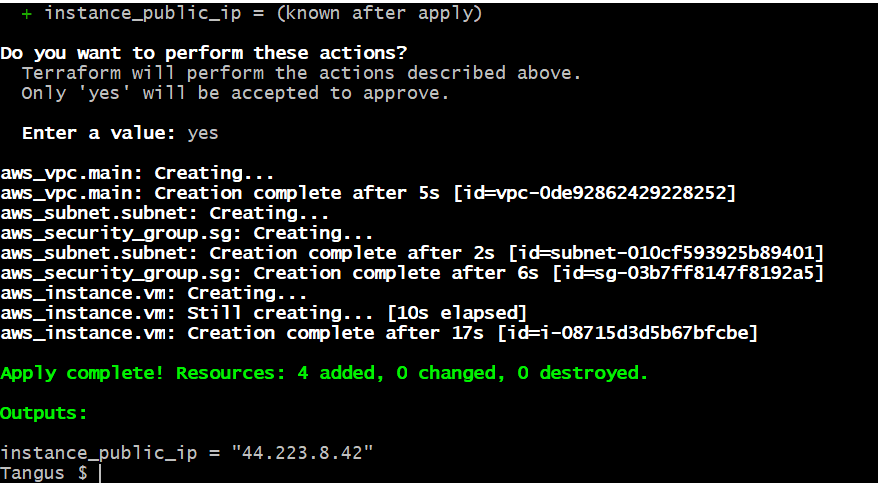 + instance_public_ip = (known after apply)
Do you want to perform these actions?
Terraform will perform the actions described above.
Only 'yes' will be accepted to approve.
Enter a value: yes
aws_vpc.main: Creating...
aws_vpc.main: Creation complete after 5s [id=vpc-0de92862429228252]
aws_subnet.subnet: Creating...
aws_security_group.sg: Creating...
aws_subnet.subnet: Creation complete after 2s [id=subnet-010cf593925b89401]
aws_security_group.sg: Creation complete after 6s [id=sg-03b7ff8147f8192a5]
aws_instance.vm: Creating...
aws_instance.vm: Still creating... [10s elapsed]
aws_instance.vm: Creation complete after 17s [id=i-08715d3d5b67bfcbe]
Apply complete! Resources: 4 added, 0 changed, 0 destroyed.
Outputs:
instance_public_ip = "44.223.8.42"
Tangus $